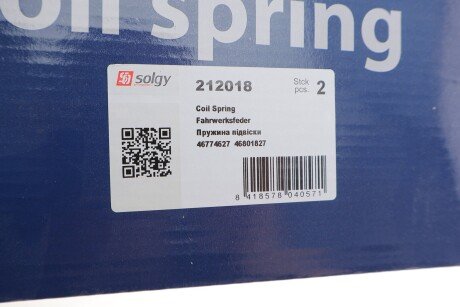 oil spring
solgy
212018
Stck
pcs. 2
Coil Spring
Fahrwerksfeder
Пружина підвіски
46774627 46801827
8 418578 040571